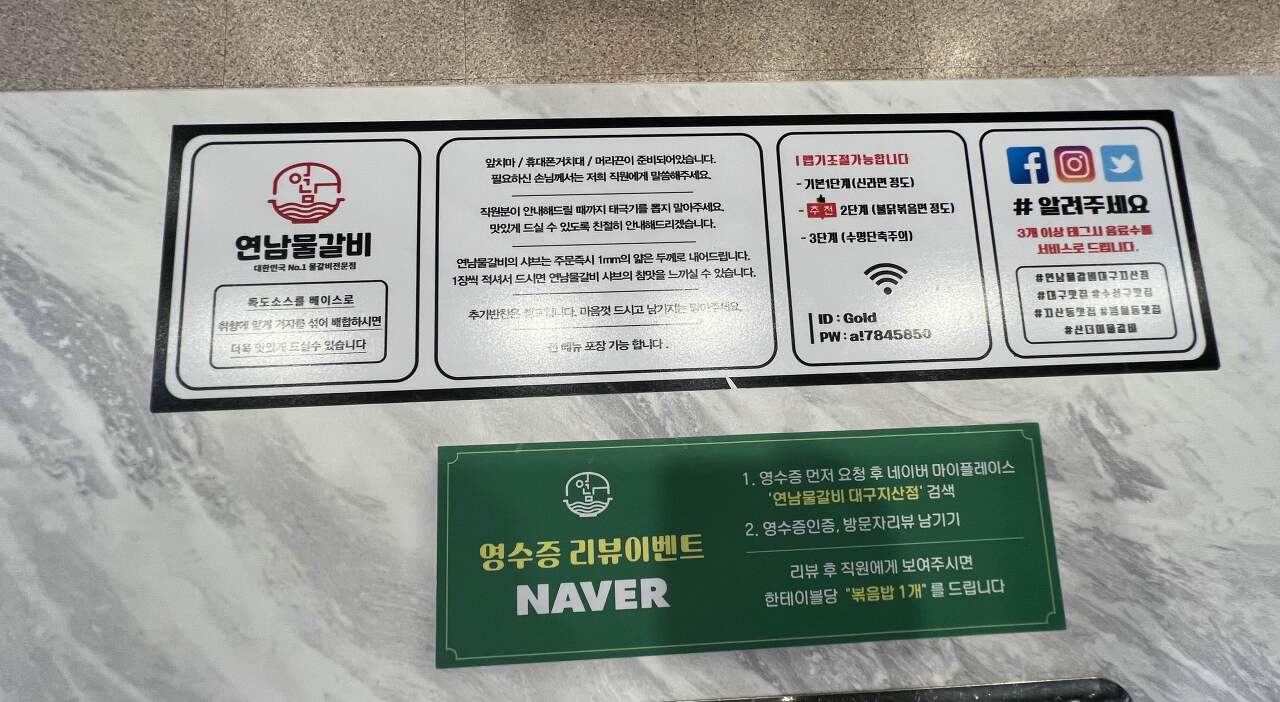 연남
연남물갈비
대한민국 No.1 물갈비전문점
독도소스를 베이스로
취향에 맞게 겨자를 섞어 배합하시면
더욱 맛있게 드실수 있습니다
앞치마 / 휴대폰거치대 / 머리끈이 준비되어있습니다.
필요하신 손님께서는 저희 직원에게 말씀해주세요.
직원분이 안내해드릴 때까지 태극기를 뽑지 말아주세요.
맛있게 드실 수 있도록 친절히 안내해드리겠습니다.
연남물갈비의 샤브는 주문즉시 1mm의 얇은 두께로 내어드립니다.
1장씩 적셔서 드시면 연남물갈비 샤브의 참맛을 느끼실 수 있습니다.
추가반찬은 셀프입니다. 마음껏 드시고 남기지는 말아주세요.
전 메뉴 포장 가능 합니다.
맵기조절가능합니다
- 기본1단계 (신라면 정도)
- 추천 2단계 (불닭볶음면 정도)
- 3단계 (수명단축주의)
ID : Gold
PW : a!7845850
# 알려주세요
3개 이상 태그시 음료수를
서비스로 드립니다.
#연남물갈비대구지산점
#대구맛집 #수성구맛집
#지산동맛집 #범물동맛집
#산더미물갈비
연남
영수증 리뷰이벤트
NAVER
1. 영수증 먼저 요청 후 네이버 마이플레이스
'연남물갈비 대구지산점' 검색
2. 영수증인증, 방문자리뷰 남기기
리뷰 후 직원에게 보여주시면
한테이블당 "볶음밥 1개" 를 드립니다